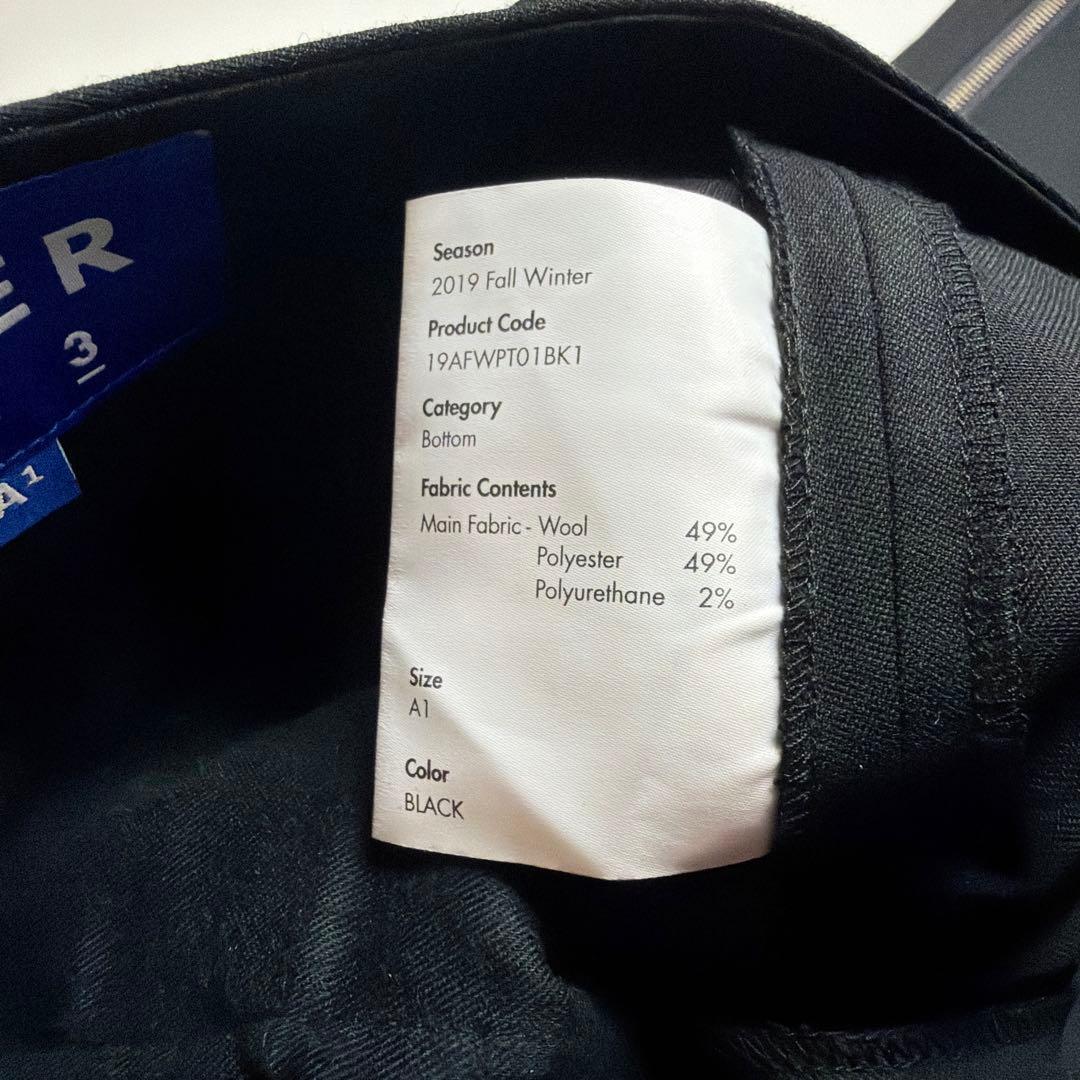 ER
3
A¹
Season
2019 Fall Winter
Product Code
19AFWPT01BK1
Category
Bottom
Fabric Contents
Main Fabric - Wool 49%
Polyester 49%
Polyurethane 2%
Size
A1
Color
BLACK